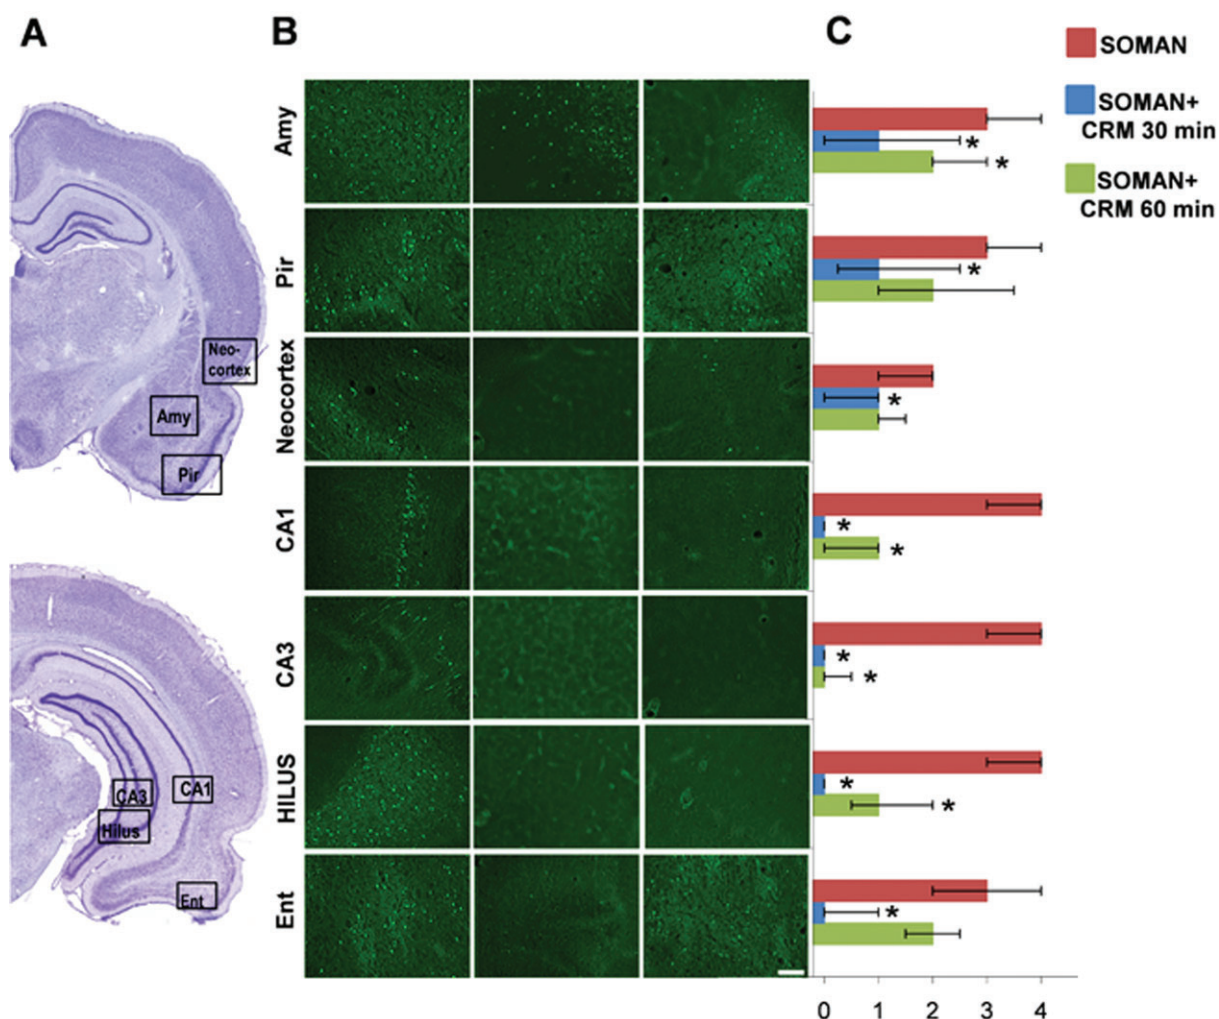 A
B
C
SOMAN
SOMAN+
CRM 30 min
SOMAN+
CRM 60 min
Amy
*
*
Pir
*
Neocortex
*
CA1
*
*
CA3
*
*
HILUS
*
*
Ent
*
Neo-
cortex
Amy
Pir
CA3
CA1
Hilus
Ent
0 1 2 3 4